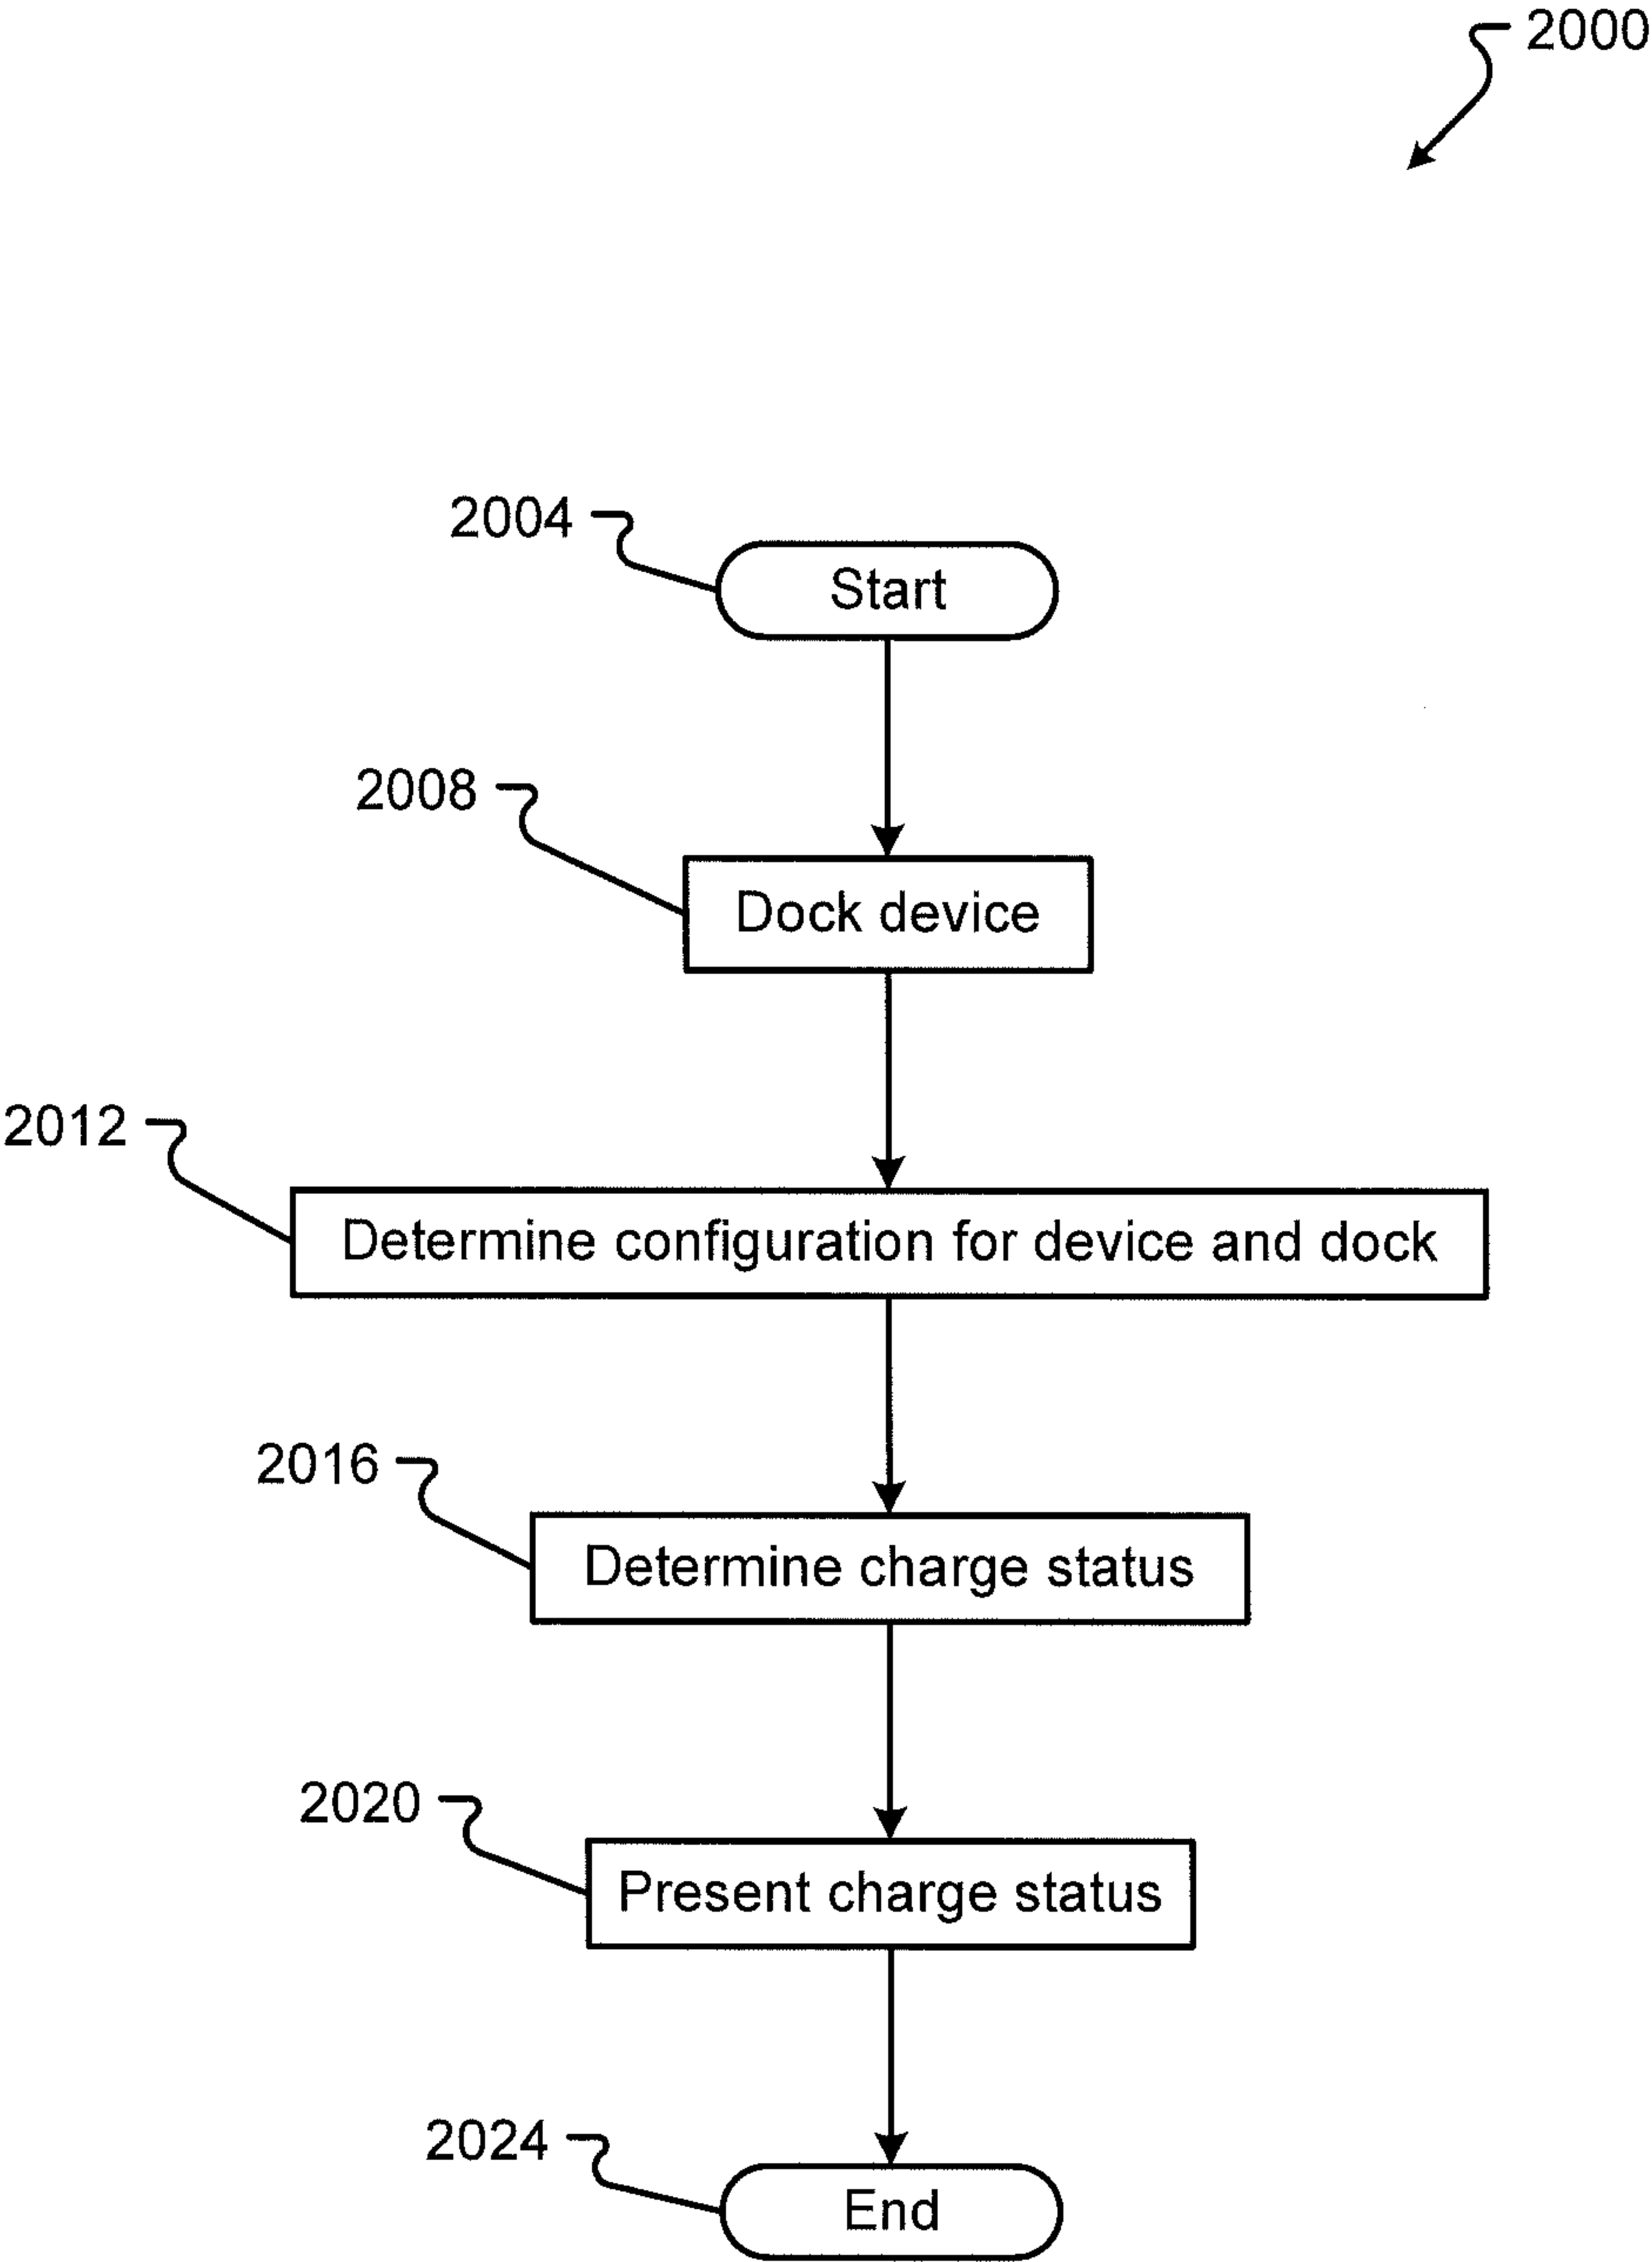 2000
2004
Start
2008
Dock device
2012
Determine configuration for device and dock
2016
Determine charge status
2020
Present charge status
2024
End